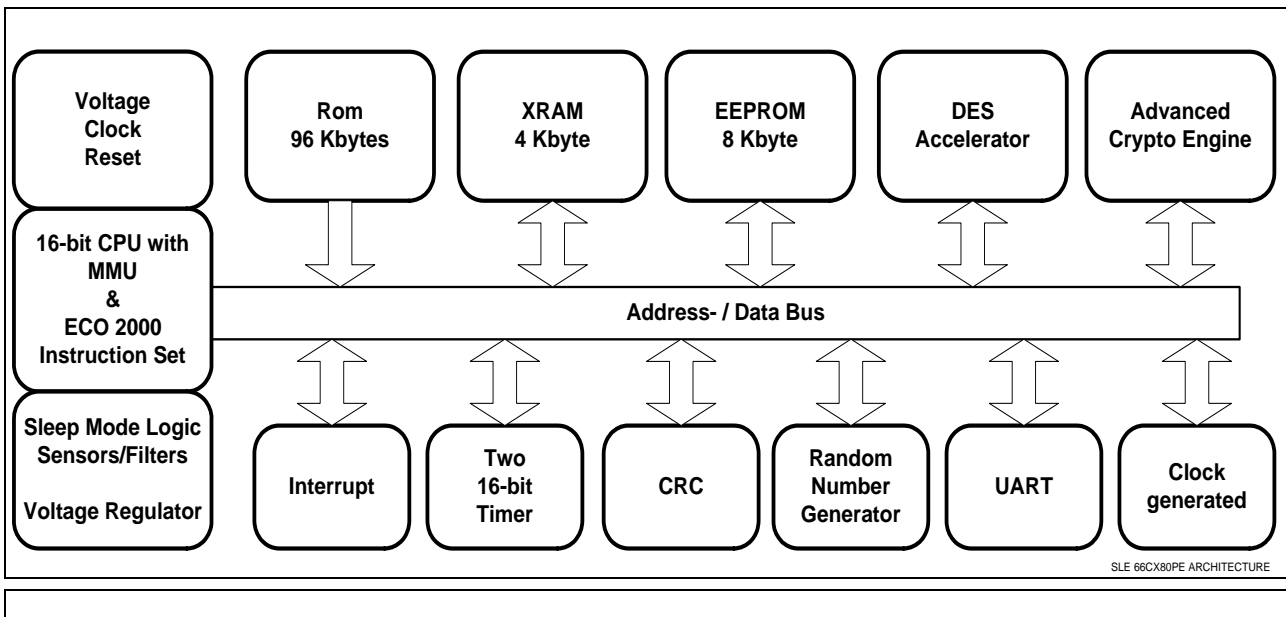 Voltage
Clock
Reset
Rom
96 Kbytes
XRAM
4 Kbyte
EEPROM
8 Kbyte
DES
Accelerator
Advanced
Crypto Engine
16-bit CPU with
MMU
&
ECO 2000
Instruction Set
Address- / Data Bus
Sleep Mode Logic
Sensors/Filters
Voltage Regulator
Interrupt
Two
16-bit
Timer
CRC
Random
Number
Generator
UART
Clock
generated
SLE 66CX80PE ARCHITECTURE